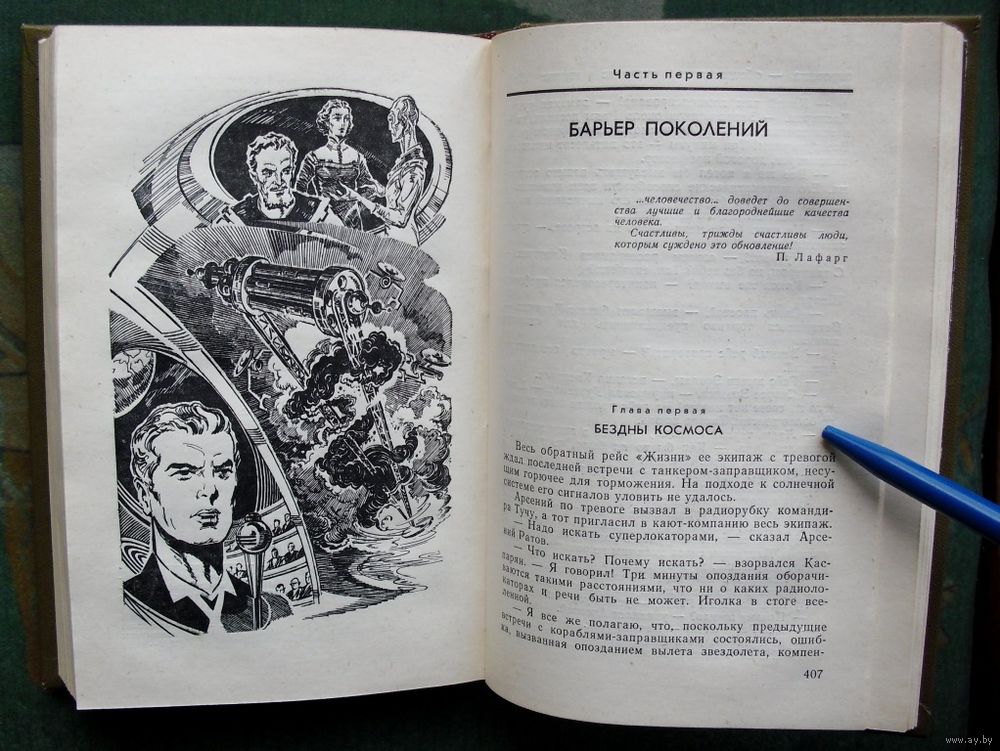 Часть первая
БАРЬЕР ПОКОЛЕНИЙ
...человечество... доведет до совершен-
ства лучшие и благороднейшие качества
человека.
Счастливы, трижды счастливы люди,
которым суждено это обновление!
П. Лафарг
Глава первая
БЕЗДНЫ КОСМОСА
Весь обратный рейс «Жизни» ее экипаж с тревогой
ждал последней встречи с танкером-заправщиком, несу-
щим горючее для торможения. На подходе к солнечной
системе его сигналов уловить не удалось.
Арсений по тревоге вызвал в радиорубку команди-
ра Тучу, а тот пригласил в кают-компанию весь экипаж.
— Надо искать суперлокаторами, — сказал Арсе-
ний Ратов.
— Что искать? Почему искать? — взорвался Кас-
парян. — Я говорил! Три минуты опоздания оборачи-
ваются такими расстояниями, что ни о каких радиоло-
каторах и речи быть не может. Иголка в стоге все-
ленной.
— Я все же полагаю, что, поскольку предыдущие
встречи с кораблями-заправщиками состоялись, ошиб-
ка, вызванная опозданием вылета звездолета, компен-
407
www.ay.by